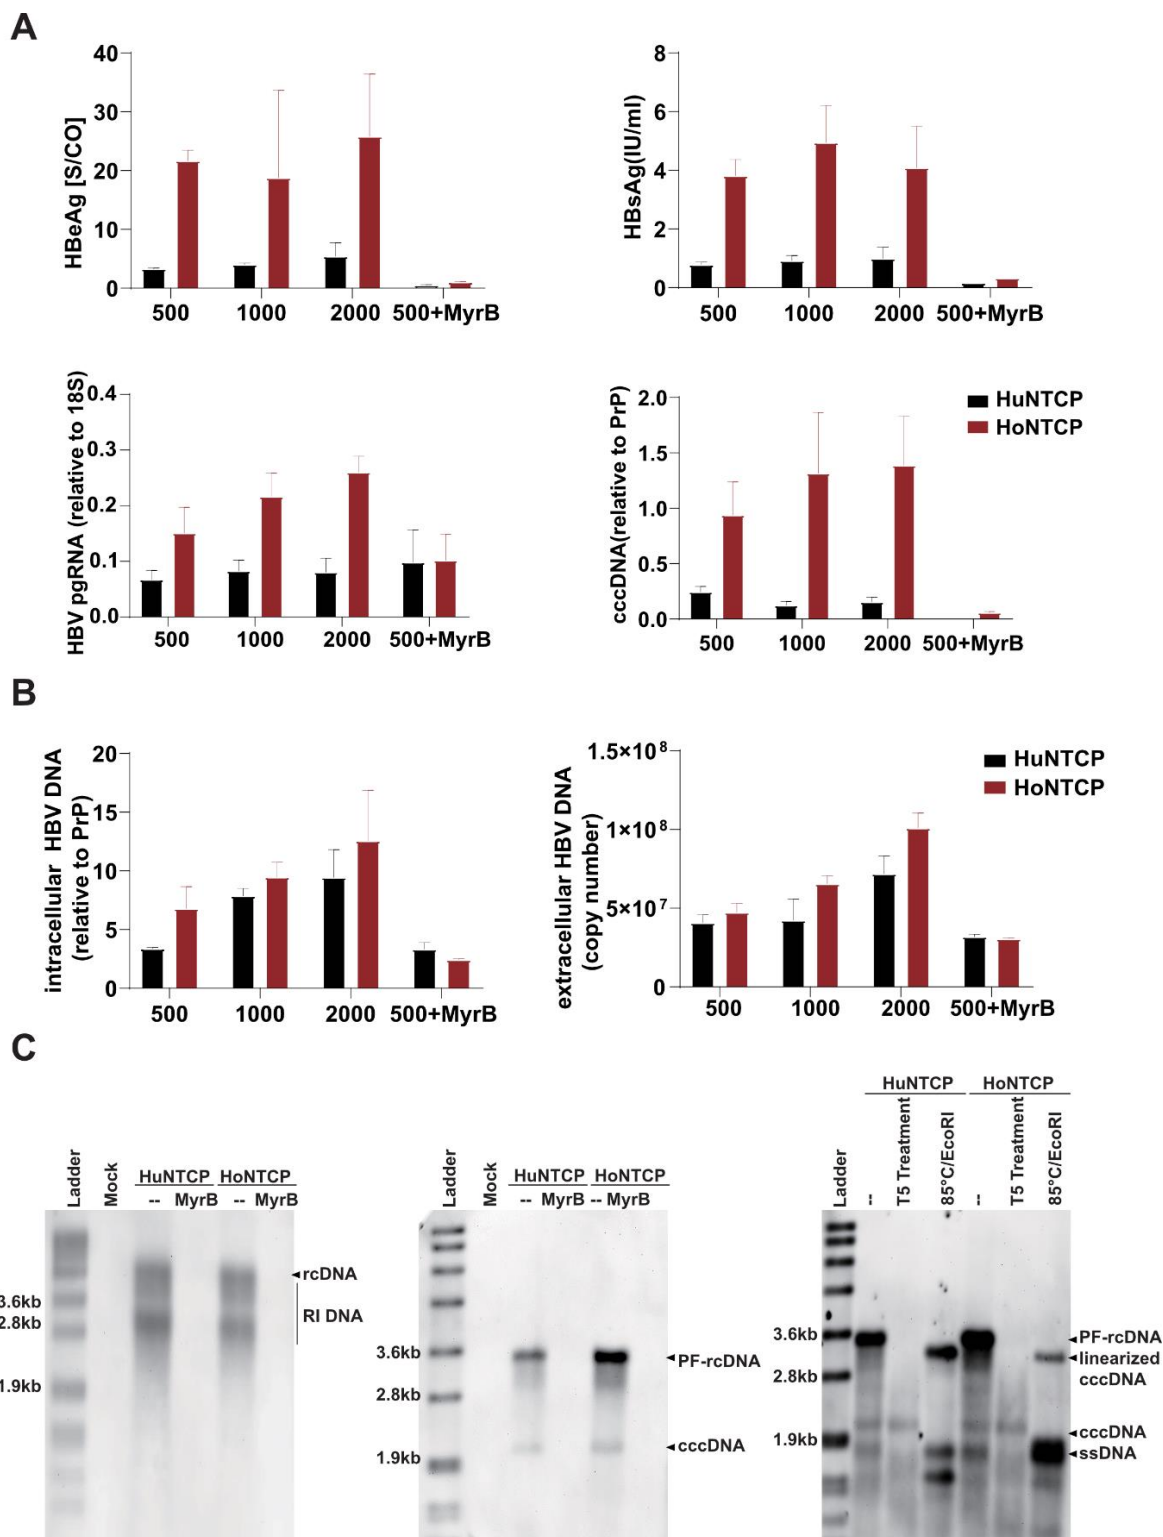 A
HBeAg [S/CO]
40
30
20
10
0
500 1000 2000 500+MyrB
HBsAg(IU/ml)
8
6
4
2
0
500 1000 2000 500+MyrB
HBV pgRNA (relative to 18S)
0.4
0.3
0.2
0.1
0.0
500 1000 2000 500+MyrB
cccDNA(relative to PrP)
2.0
1.5
1.0
0.5
0.0
500 1000 2000 500+MyrB
HuNTCP
HoNTCP
B
intracellular HBV DNA
(relative to PrP)
20
15
10
5
0
500 1000 2000 500+MyrB
extracellular HBV DNA
(copy number)
1.5×10⁸
1×10⁸
5×10⁷
0
500 1000 2000 500+MyrB
HuNTCP
HoNTCP
C
Ladder
Mock
HuNTCP HoNTCP
-- MyrB -- MyrB
3.6kb
2.8kb
1.9kb
rcDNA
RI DNA
Ladder
Mock
HuNTCP HoNTCP
-- MyrB -- MyrB
3.6kb
2.8kb
1.9kb
PF-rcDNA
cccDNA
HuNTCP HoNTCP
Ladder
--
T5 Treatment
85°C/EcoRI
--
T5 Treatment
85°C/EcoRI
3.6kb
2.8kb
1.9kb
PF-rcDNA
linearized
cccDNA
cccDNA
ssDNA